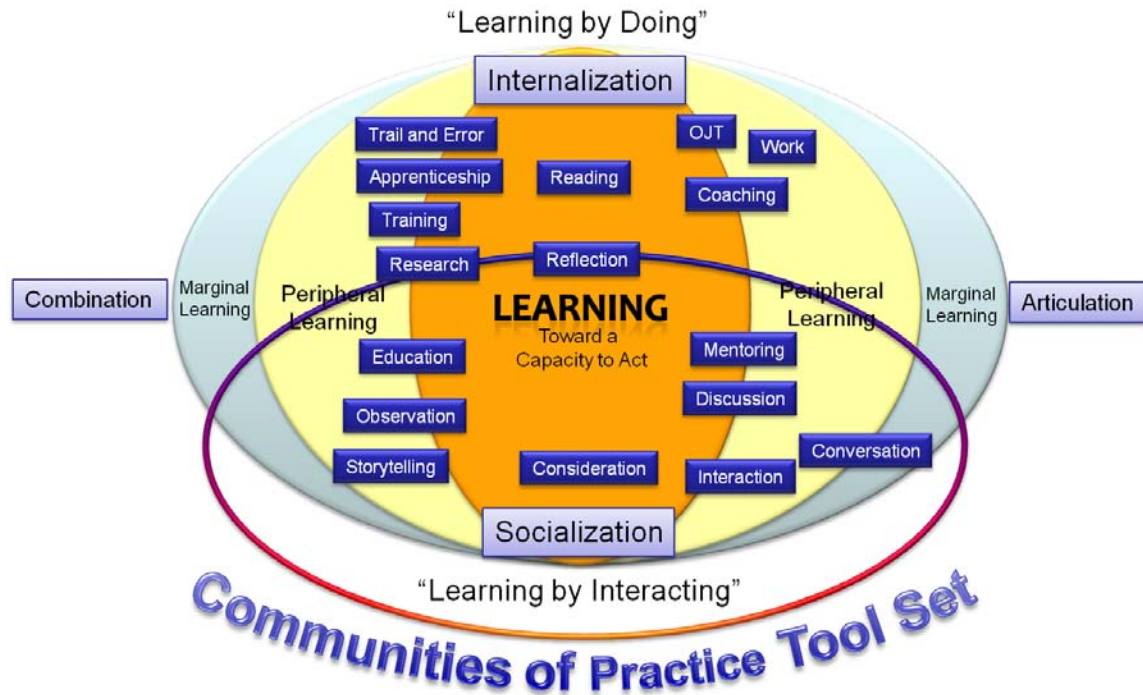 “Learning by Doing”
Internalization
Trail and Error
OJT
Work
Apprenticeship
Reading
Coaching
Training
Research
Reflection
Combination
Marginal
Learning
Peripheral
Learning
LEARNING
Toward a
Capacity to Act
Peripheral
Learning
Marginal
Learning
Articulation
Education
Mentoring
Observation
Discussion
Storytelling
Consideration
Interaction
Conversation
Socialization
“Learning by Interacting”
Communities of Practice Tool Set